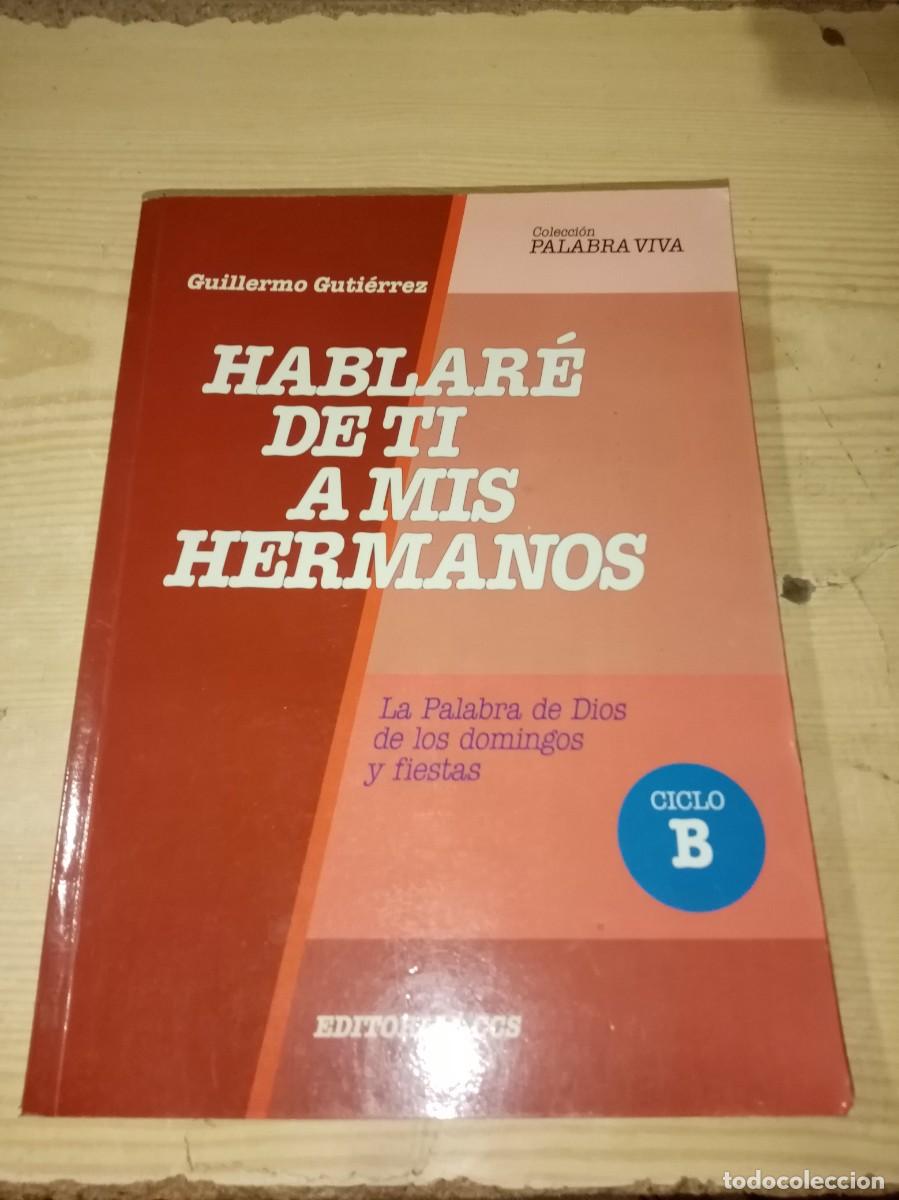 Colección
PALABRA VIVA
Guillermo Gutiérrez
HABLARÉ
DE TI
A MIS
HERMANOS
La Palabra de Dios
de los domingos
y fiestas
CICLO
B
CCS
todocoleccion